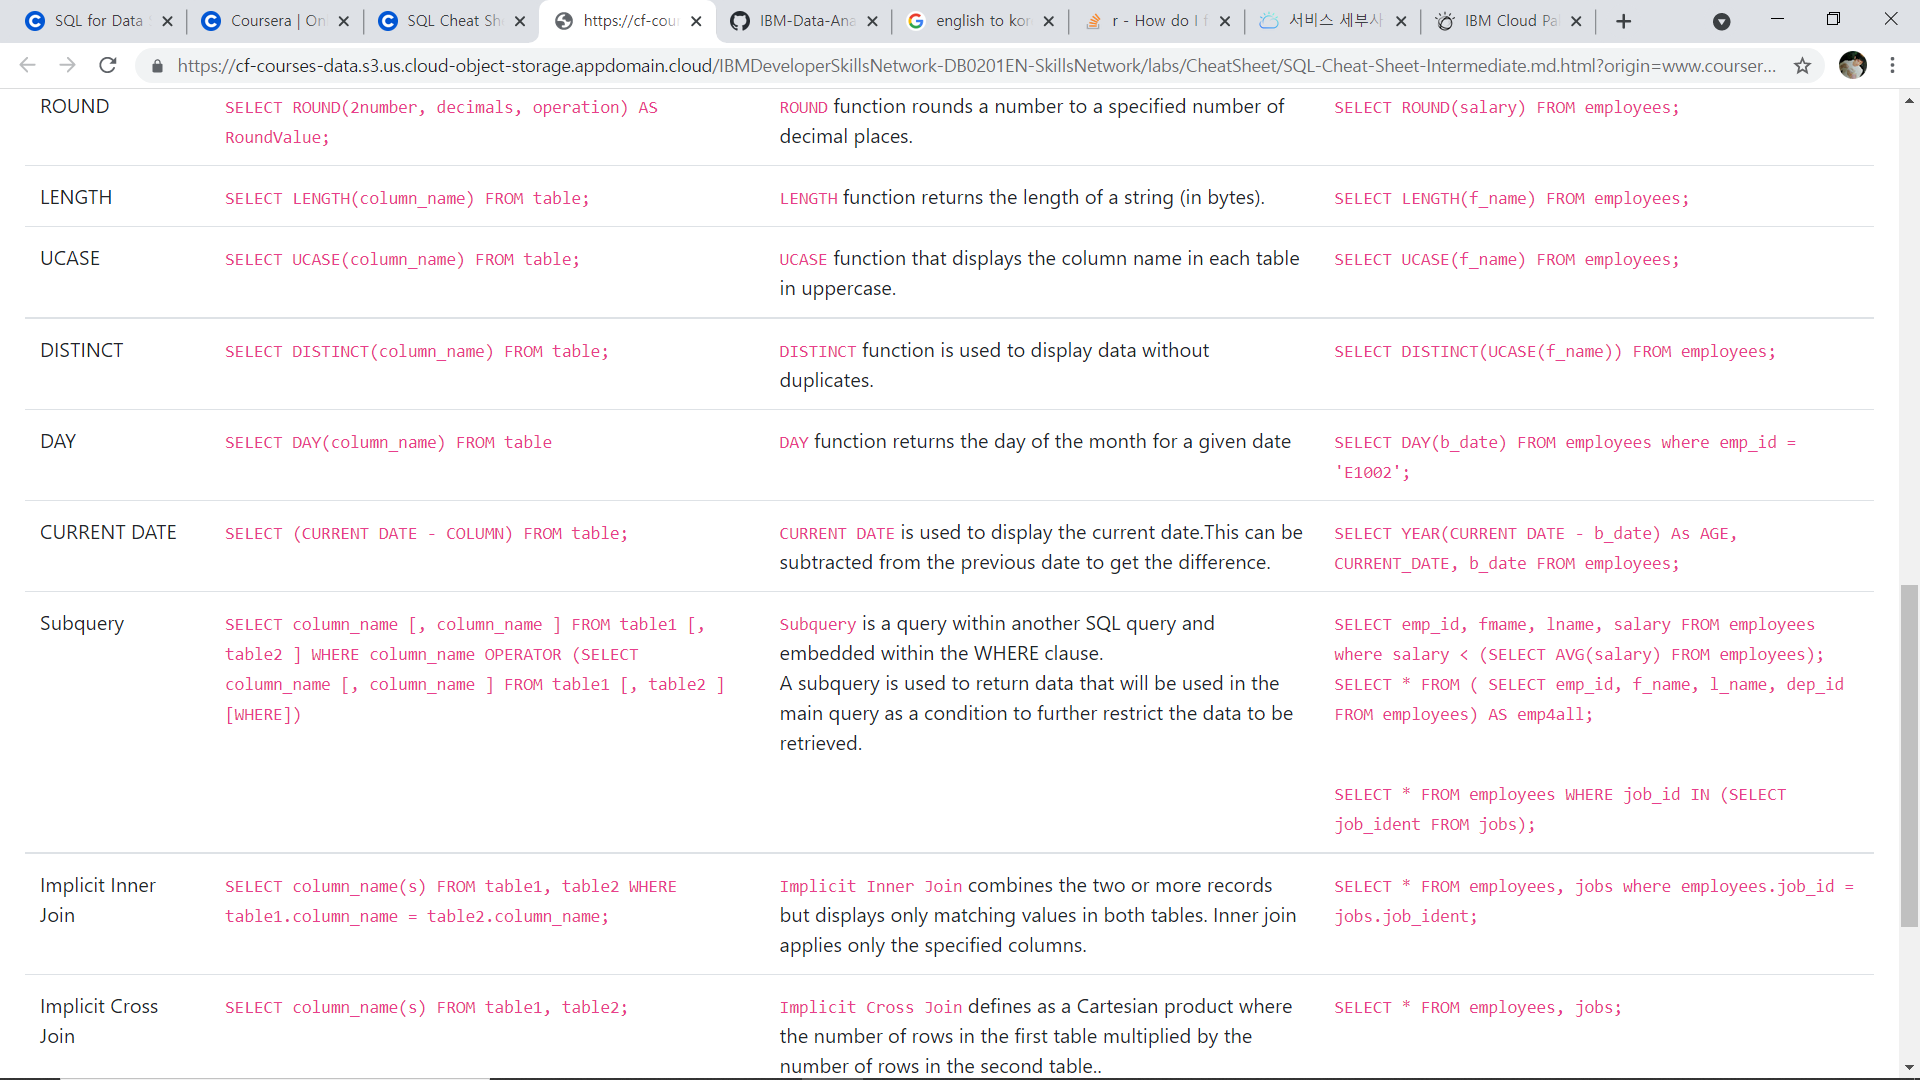 SQL for Data
Coursera | On
SQL Cheat Sh
https://cf-cour
IBM-Data-Ana
english to kor
r - How do I f
서비스 세부사
IBM Cloud Pa
https://cf-courses-data.s3.us.cloud-object-storage.appdomain.cloud/IBMDeveloperSkillsNetwork-DB0201EN-SkillsNetwork/labs/CheatSheet/SQL-Cheat-Sheet-Intermediate.md.html?origin=www.courser...
ROUND
SELECT ROUND(2number, decimals, operation) AS
RoundValue;
ROUND function rounds a number to a specified number of
decimal places.
SELECT ROUND(salary) FROM employees;
LENGTH
SELECT LENGTH(column_name) FROM table;
LENGTH function returns the length of a string (in bytes).
SELECT LENGTH(f_name) FROM employees;
UCASE
SELECT UCASE(column_name) FROM table;
UCASE function that displays the column name in each table
in uppercase.
SELECT UCASE(f_name) FROM employees;
DISTINCT
SELECT DISTINCT(column_name) FROM table;
DISTINCT function is used to display data without
duplicates.
SELECT DISTINCT(UCASE(f_name)) FROM employees;
DAY
SELECT DAY(column_name) FROM table
DAY function returns the day of the month for a given date
SELECT DAY(b_date) FROM employees where emp_id =
'E1002';
CURRENT DATE
SELECT (CURRENT DATE - COLUMN) FROM table;
CURRENT DATE is used to display the current date.This can be
subtracted from the previous date to get the difference.
SELECT YEAR(CURRENT DATE - b_date) As AGE,
CURRENT_DATE, b_date FROM employees;
Subquery
SELECT column_name [, column_name ] FROM table1 [,
table2 ] WHERE column_name OPERATOR (SELECT
column_name [, column_name ] FROM table1 [, table2 ]
[WHERE])
Subquery is a query within another SQL query and
embedded within the WHERE clause.
A subquery is used to return data that will be used in the
main query as a condition to further restrict the data to be
retrieved.
SELECT emp_id, fmame, lname, salary FROM employees
where salary < (SELECT AVG(salary) FROM employees);
SELECT * FROM ( SELECT emp_id, f_name, l_name, dep_id
FROM employees) AS emp4all;
SELECT * FROM employees WHERE job_id IN (SELECT
job_ident FROM jobs);
Implicit Inner
Join
SELECT column_name(s) FROM table1, table2 WHERE
table1.column_name = table2.column_name;
Implicit Inner Join combines the two or more records
but displays only matching values in both tables. Inner join
applies only the specified columns.
SELECT * FROM employees, jobs where employees.job_id =
jobs.job_ident;
Implicit Cross
Join
SELECT column_name(s) FROM table1, table2;
Implicit Cross Join defines as a Cartesian product where
the number of rows in the first table multiplied by the
number of rows in the second table..
SELECT * FROM employees, jobs;